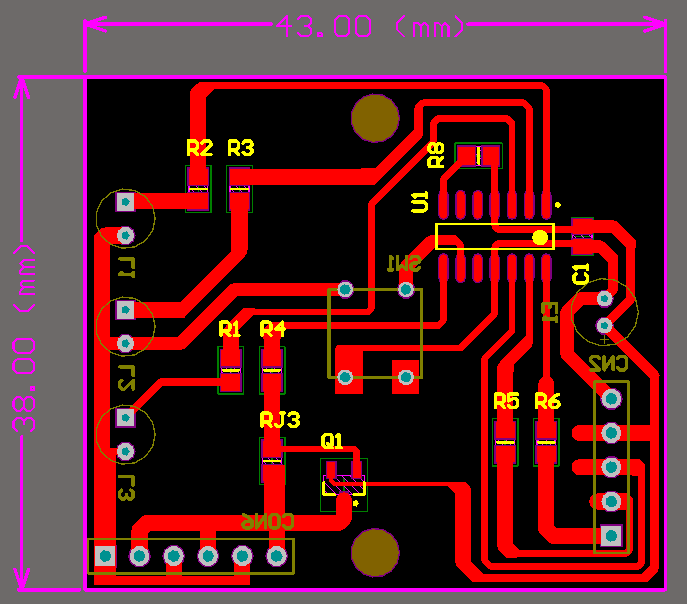 43.00 (mm)
R2 R3
R8
U1
L1
SW1
C1
E1
38.00 (mm)
R1 R4
CN2
L2
R5 R6
RJ3
Q1
L3
CON6
+